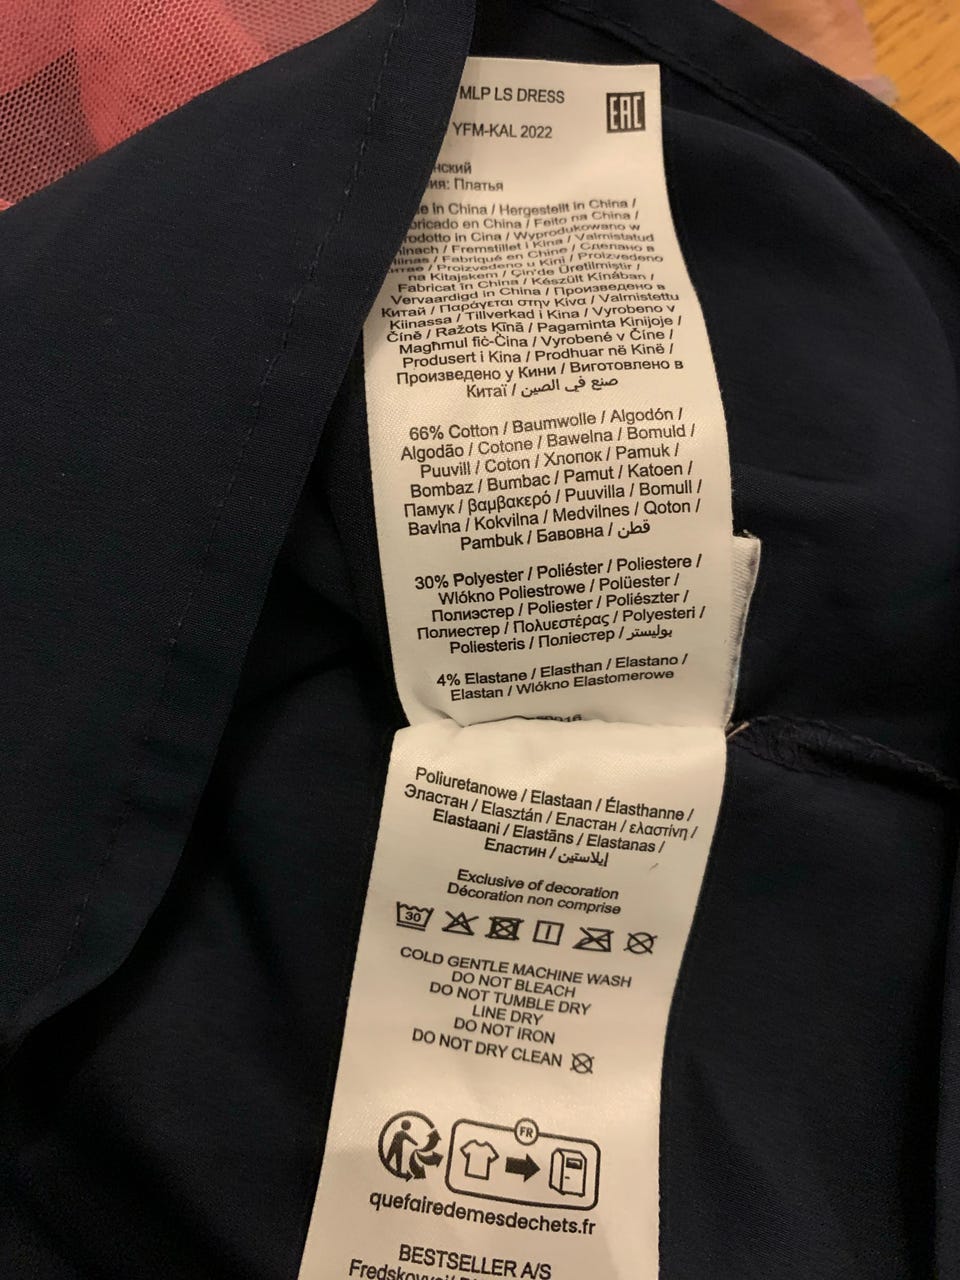 MLP LS DRESS
EAC
YFM-KAL 2022
нский
ия: Платья
e In China / Hergestellt in China /
ricado en China / Feito na China /
rodotto in Cina / Wyprodukowano w
hinach / Fremstillet i Kina / Valmistatud
Hiinas / Fabriqué en Chine / Сделано в
Китае / Proizvedeno u Kini / Proizvedeno
na Kitajskem / Çin'de Üretilmiştir /
Fabricat în China / Készült Kínában /
Vervaardigd in China / Произведено в
Китай / Παράγεται στην Κίνα / Valmistettu
Kiinassa / Tillverkad i Kina / Vyrobeno v
Číně / Ražots Ķīnā / Pagaminta Kinijoje /
Magħmul fiċ-Ċina / Vyrobené v Číne /
Produsert i Kina / Prodhuar në Kinë /
Произведено у Кини / Виготовлено в
Китаї / صنع في الصين
66% Cotton / Baumwolle / Algodón /
Algodão / Cotone / Bawełna / Bomuld /
Puuvill / Coton / Хлопок / Pamuk /
Bombaz / Bumbac / Pamut / Katoen /
Памук / βαμβακερό / Puuvilla / Bomull /
Bavlna / Kokvilna / Medvilnes / Qoton /
Pambuk / Бавовна / قطن
30% Polyester / Poliéster / Poliestere /
Włókno Poliestrowe / Polüester /
Полиэстер / Poliester / Poliészter /
Полиестер / Πολυεστέρας / Polyesteri /
Poliesteris / Поліестер / بوليستر
4% Elastane / Elasthan / Elastano /
Elastan / Włókno Elastomerowe
Poliuretanowe / Elastaan / Élasthanne /
Эластан / Elasztán / Еластан / ελαστίνη /
Elastaani / Elastāns / Elastanas /
Еластин / إيلاستين
Exclusive of decoration
Décoration non comprise
30
COLD GENTLE MACHINE WASH
DO NOT BLEACH
DO NOT TUMBLE DRY
LINE DRY
DO NOT IRON
DO NOT DRY CLEAN
FR
quefairedemesdechets.fr
BESTSELLER A/S